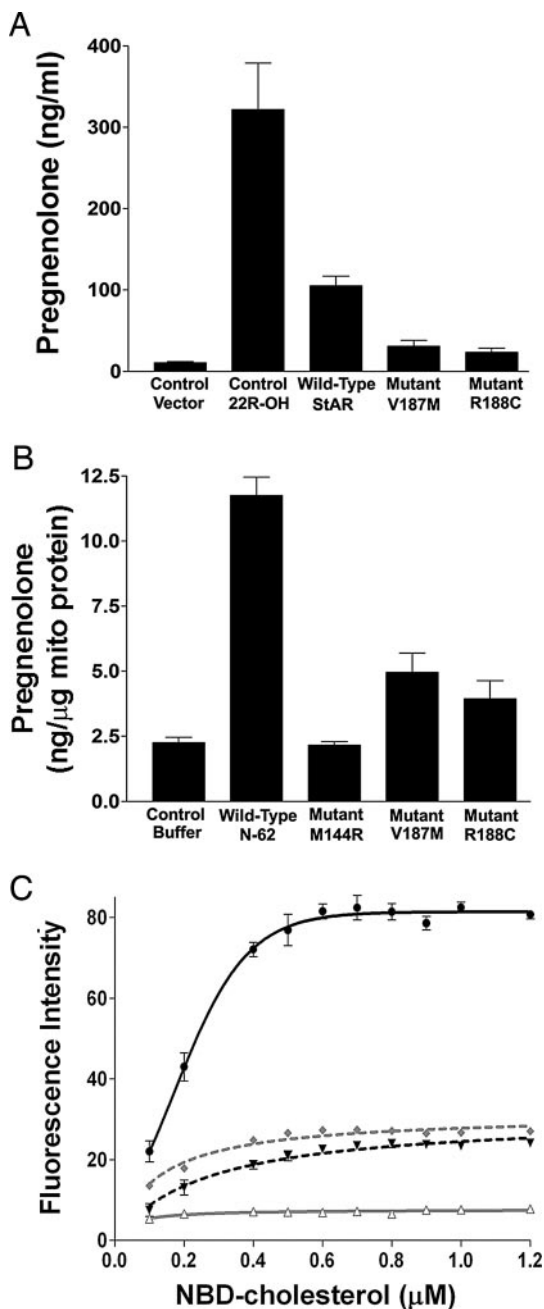 A
Pregnenolone (ng/ml)
400
300
200
100
0
Control Vector
Control 22R-OH
Wild-Type StAR
Mutant V187M
Mutant R188C
B
Pregnenolone
(ng/μg mito protein)
12.5
10.0
7.5
5.0
2.5
0.0
Control Buffer
Wild-Type N-62
Mutant M144R
Mutant V187M
Mutant R188C
C
Fluorescence Intensity
80
60
40
20
0
0.0 0.2 0.4 0.6 0.8 1.0 1.2
NBD-cholesterol (μM)